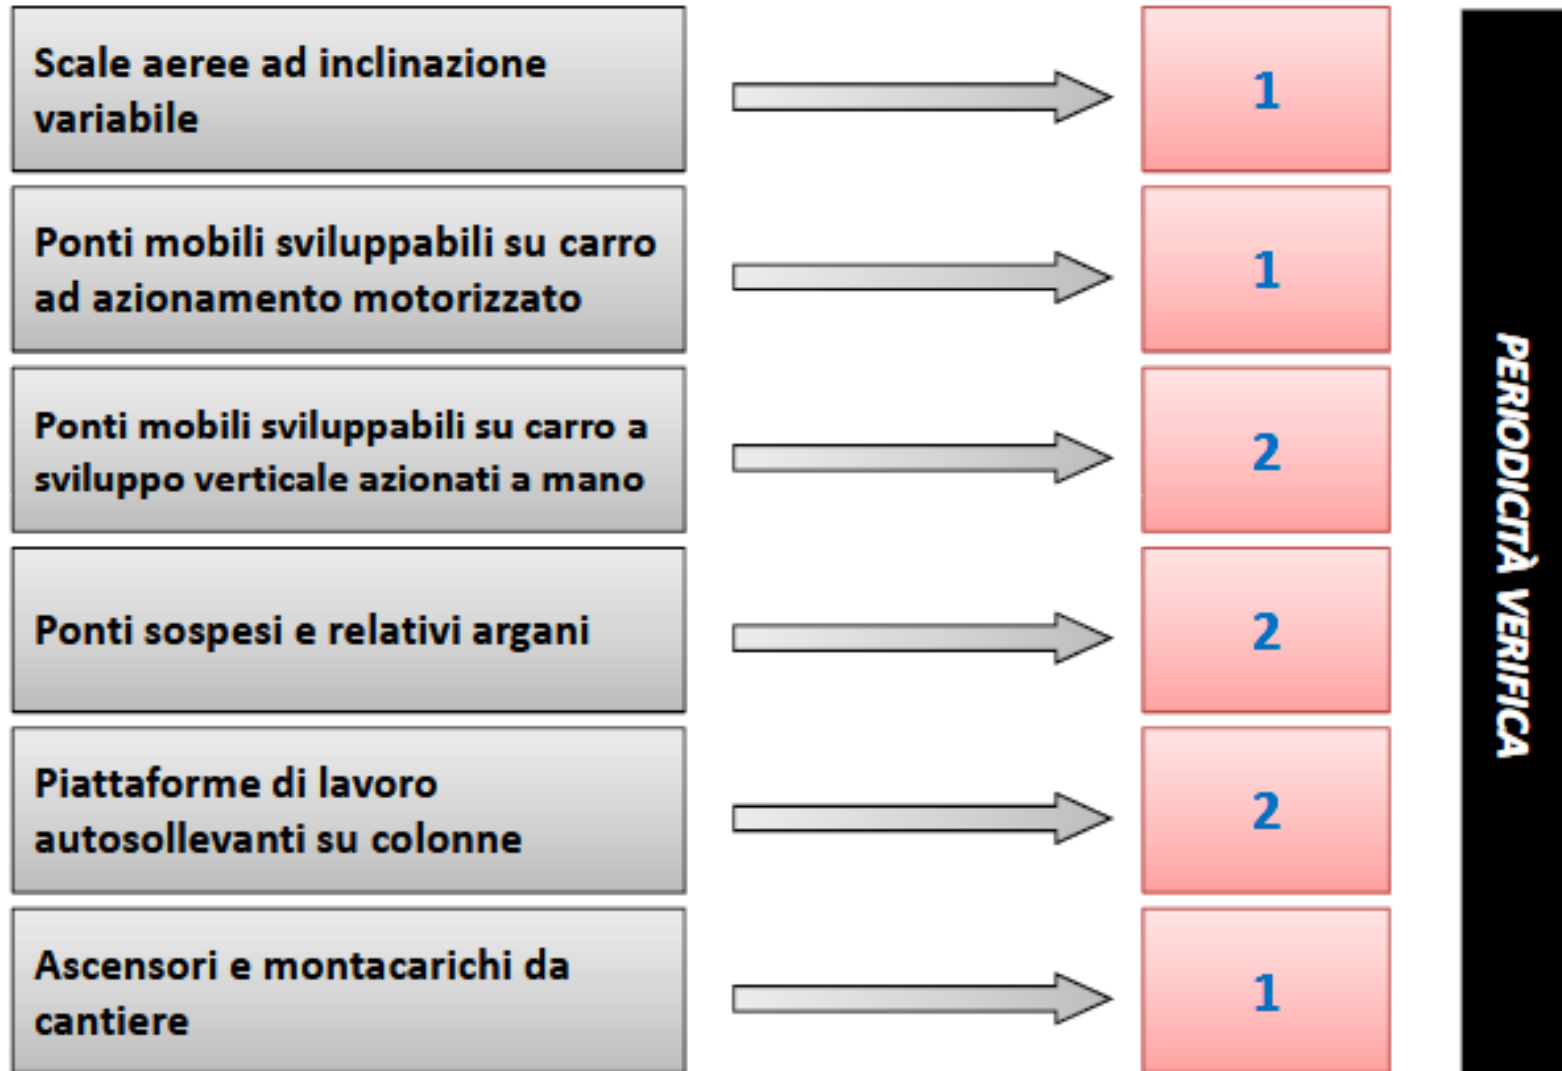 Scale aeree ad inclinazione
variabile
1
Ponti mobili sviluppabili su carro
ad azionamento motorizzato
1
Ponti mobili sviluppabili su carro a
sviluppo verticale azionati a mano
2
Ponti sospesi e relativi argani
2
Piattaforme di lavoro
autosollevanti su colonne
2
Ascensori e montacarichi da
cantiere
1
PERIODICITÀ VERIFICA